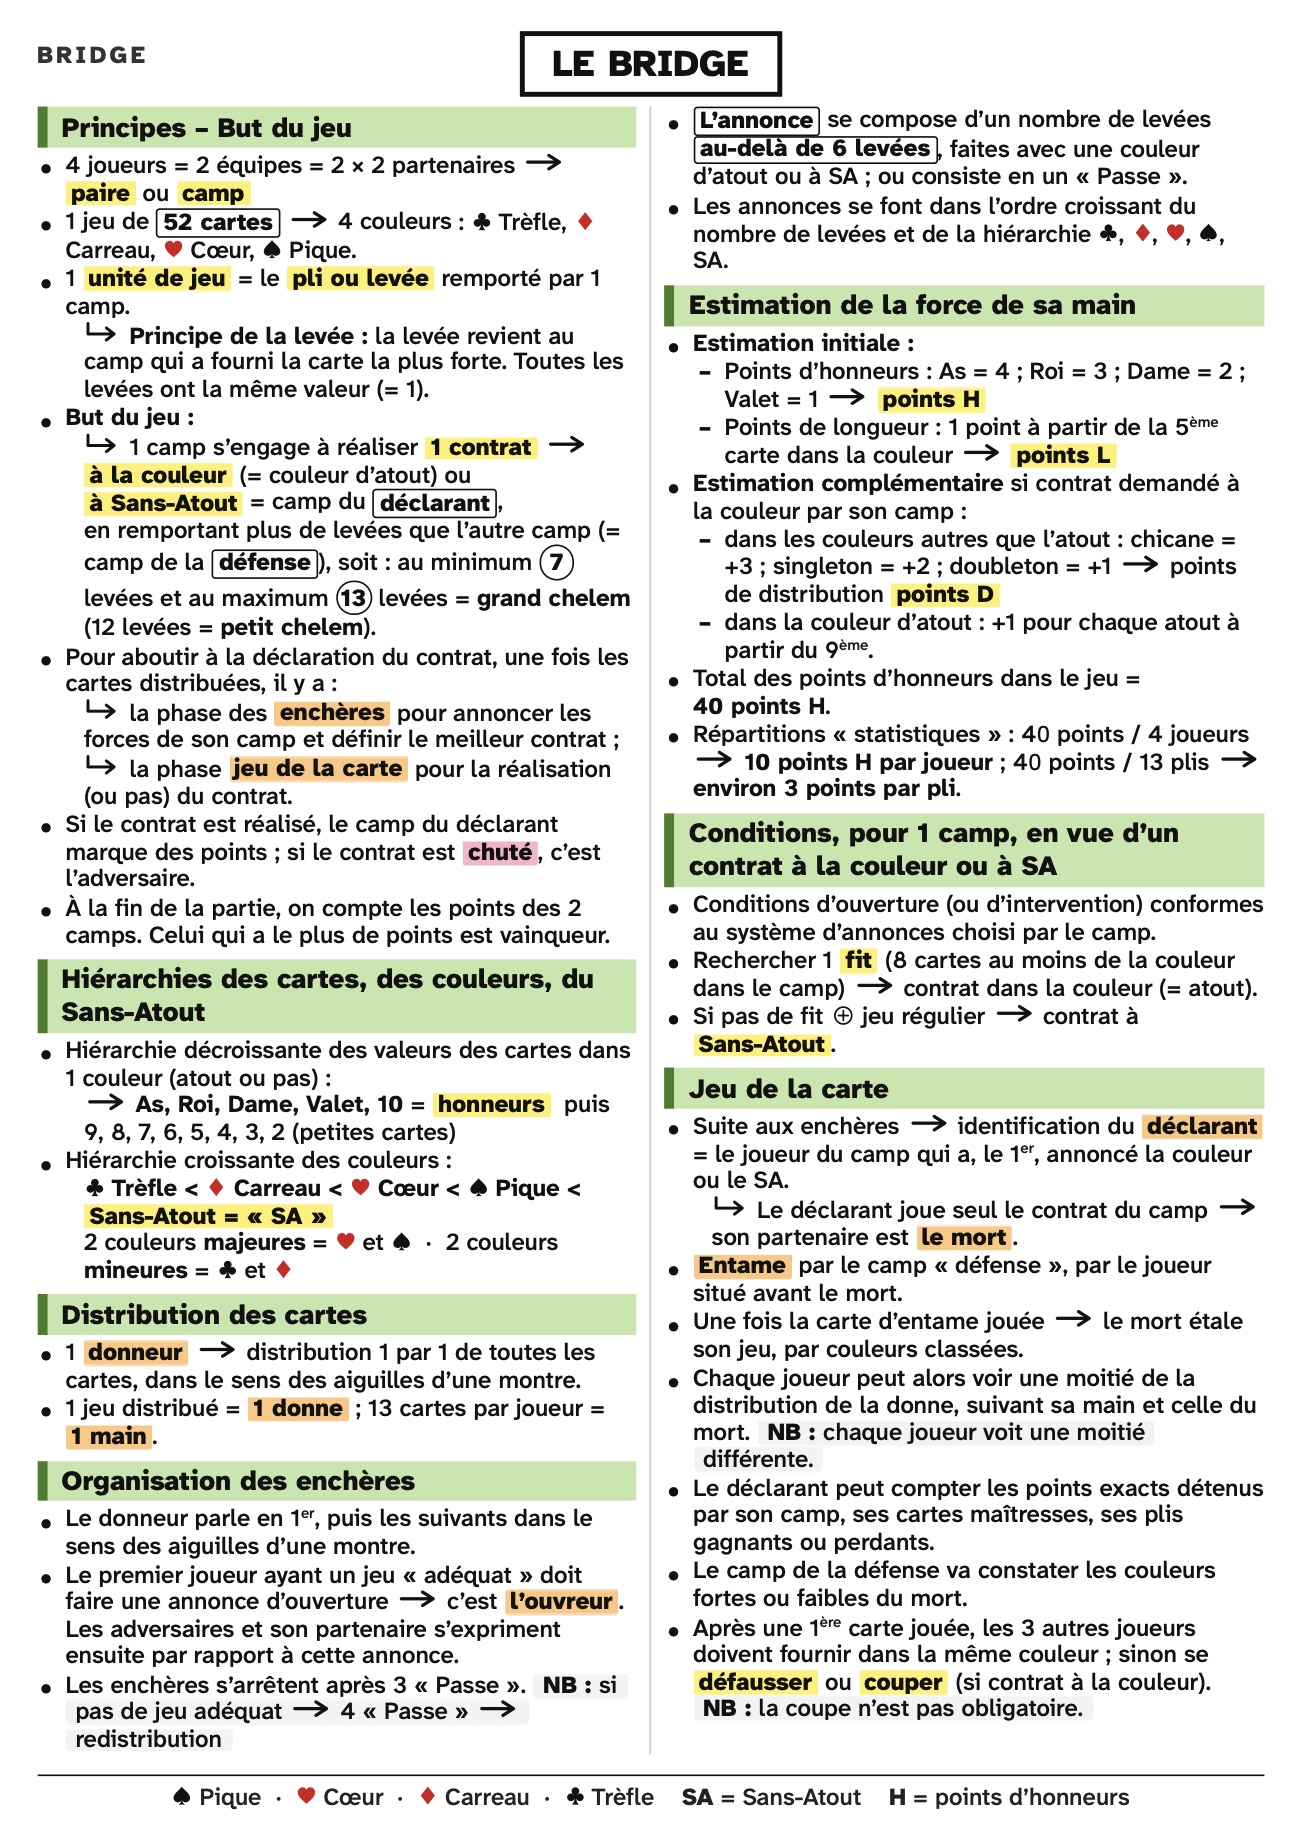 BRIDGE
LE BRIDGE
Principes – But du jeu
• 4 joueurs = 2 équipes = 2 × 2 partenaires →
paire ou camp
• 1 jeu de 52 cartes → 4 couleurs : ♣ Trèfle, ♦
Carreau, ♥ Cœur, ♠ Pique.
• 1 unité de jeu = le pli ou levée remporté par 1
camp.
↳ Principe de la levée : la levée revient au
camp qui a fourni la carte la plus forte. Toutes les
levées ont la même valeur (= 1).
• But du jeu :
↳ 1 camp s’engage à réaliser 1 contrat →
à la couleur (= couleur d’atout) ou
à Sans-Atout = camp du déclarant,
en remportant plus de levées que l’autre camp (=
camp de la défense), soit : au minimum 7
levées et au maximum 13 levées = grand chelem
(12 levées = petit chelem).
• Pour aboutir à la déclaration du contrat, une fois les
cartes distribuées, il y a :
↳ la phase des enchères pour annoncer les
forces de son camp et définir le meilleur contrat ;
↳ la phase jeu de la carte pour la réalisation
(ou pas) du contrat.
• Si le contrat est réalisé, le camp du déclarant
marque des points ; si le contrat est chuté, c’est
l’adversaire.
• À la fin de la partie, on compte les points des 2
camps. Celui qui a le plus de points est vainqueur.
Hiérarchies des cartes, des couleurs, du
Sans-Atout
• Hiérarchie décroissante des valeurs des cartes dans
1 couleur (atout ou pas) :
→ As, Roi, Dame, Valet, 10 = honneurs puis
9, 8, 7, 6, 5, 4, 3, 2 (petites cartes)
• Hiérarchie croissante des couleurs :
♣ Trèfle < ♦ Carreau < ♥ Cœur < ♠ Pique <
Sans-Atout = « SA »
2 couleurs majeures = ♥ et ♠ · 2 couleurs
mineures = ♣ et ♦
Distribution des cartes
• 1 donneur → distribution 1 par 1 de toutes les
cartes, dans le sens des aiguilles d’une montre.
• 1 jeu distribué = 1 donne ; 13 cartes par joueur =
1 main.
Organisation des enchères
• Le donneur parle en 1er, puis les suivants dans le
sens des aiguilles d’une montre.
• Le premier joueur ayant un jeu « adéquat » doit
faire une annonce d’ouverture → c’est l’ouvreur.
Les adversaires et son partenaire s’expriment
ensuite par rapport à cette annonce.
• Les enchères s’arrêtent après 3 « Passe ». NB : si
pas de jeu adéquat → 4 « Passe » →
redistribution
• L’annonce se compose d’un nombre de levées
au-delà de 6 levées, faites avec une couleur
d’atout ou à SA ; ou consiste en un « Passe ».
• Les annonces se font dans l’ordre croissant du
nombre de levées et de la hiérarchie ♣, ♦, ♥, ♠,
SA.
Estimation de la force de sa main
• Estimation initiale :
– Points d’honneurs : As = 4 ; Roi = 3 ; Dame = 2 ;
Valet = 1 → points H
– Points de longueur : 1 point à partir de la 5ème
carte dans la couleur → points L
• Estimation complémentaire si contrat demandé à
la couleur par son camp :
– dans les couleurs autres que l’atout : chicane =
+3 ; singleton = +2 ; doubleton = +1 → points
de distribution points D
– dans la couleur d’atout : +1 pour chaque atout à
partir du 9ème.
• Total des points d’honneurs dans le jeu =
40 points H.
• Répartitions « statistiques » : 40 points / 4 joueurs
→ 10 points H par joueur ; 40 points / 13 plis →
environ 3 points par pli.
Conditions, pour 1 camp, en vue d’un
contrat à la couleur ou à SA
• Conditions d’ouverture (ou d’intervention) conformes
au système d’annonces choisi par le camp.
• Rechercher 1 fit (8 cartes au moins de la couleur
dans le camp) → contrat dans la couleur (= atout).
• Si pas de fit ⊕ jeu régulier → contrat à
Sans-Atout.
Jeu de la carte
• Suite aux enchères → identification du déclarant
= le joueur du camp qui a, le 1er, annoncé la couleur
ou le SA.
↳ Le déclarant joue seul le contrat du camp →
son partenaire est le mort.
• Entame par le camp « défense », par le joueur
situé avant le mort.
• Une fois la carte d’entame jouée → le mort étale
son jeu, par couleurs classées.
• Chaque joueur peut alors voir une moitié de la
distribution de la donne, suivant sa main et celle du
mort. NB : chaque joueur voit une moitié
différente.
• Le déclarant peut compter les points exacts détenus
par son camp, ses cartes maîtresses, ses plis
gagnants ou perdants.
• Le camp de la défense va constater les couleurs
fortes ou faibles du mort.
• Après une 1ère carte jouée, les 3 autres joueurs
doivent fournir dans la même couleur ; sinon se
défausser ou couper (si contrat à la couleur).
NB : la coupe n’est pas obligatoire.
♠ Pique · ♥ Cœur · ♦ Carreau · ♣ Trèfle SA = Sans-Atout H = points d’honneurs